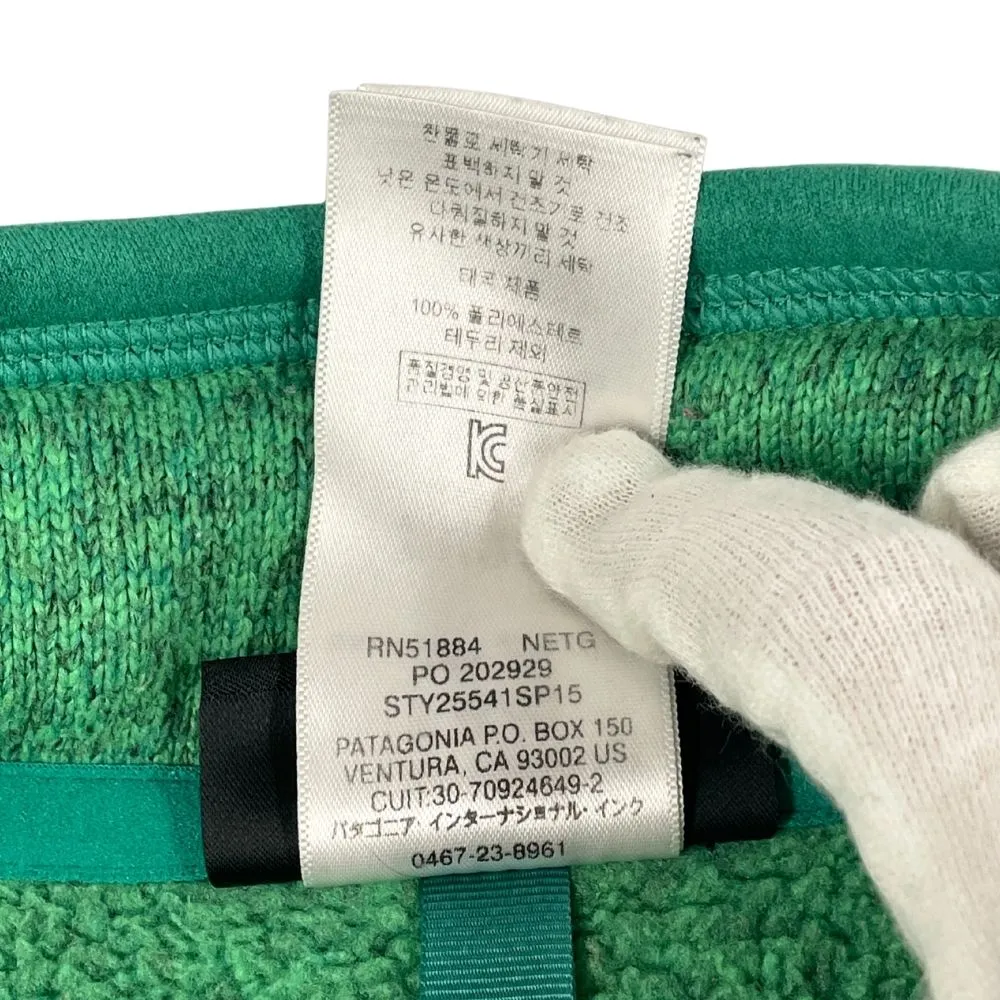 찬물로 세탁기 세탁
표백하지말 것
낮은 온도에서 건조기로 건조
다림질하지말 것
유사한 색상끼리 세탁
태국 제품
100% 폴리에스테르
테두리 제외
품질경영 및 공산품안전
관리법에 의한 품질표시
RN51884 NETG
PO 202929
STY25541SP15
PATAGONIA P.O. BOX 150
VENTURA, CA 93002 US
CUIT:30-70924649-2
パタゴニア・インターナショナル・インク
0467-23-8961